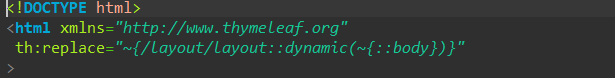 <!DOCTYPE html>
<html xmlns="http://www.thymeleaf.org"
th:replace="~{/layout/layout::dynamic(~{::body})}"
>